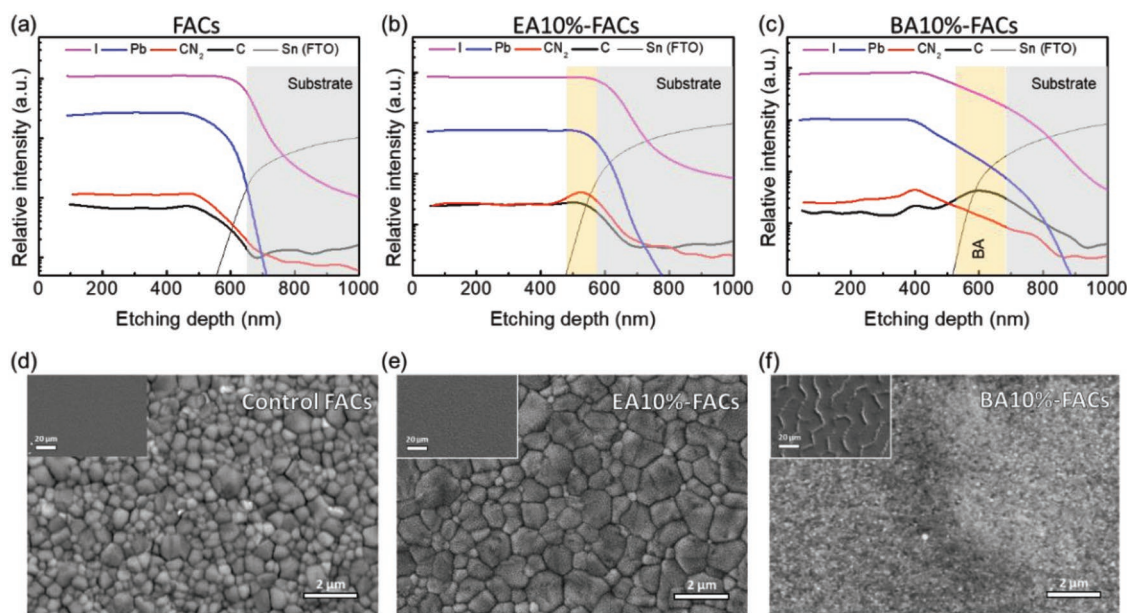 (a) FACs
I Pb CN₂ C Sn (FTO)
Substrate
Relative intensity (a.u.)
0 200 400 600 800 1000
Etching depth (nm)
(b) EA10%-FACs
I Pb CN₂ C Sn (FTO)
Substrate
Relative intensity (a.u.)
0 200 400 600 800 1000
Etching depth (nm)
(c) BA10%-FACs
I Pb CN₂ C Sn (FTO)
Substrate
BA
Relative intensity (a.u.)
0 200 400 600 800 1000
Etching depth (nm)
(d)
Control FACs
20 µm
2 µm
(e)
EA10%-FACs
20 µm
2 µm
(f)
BA10%-FACs
20 µm
2 µm